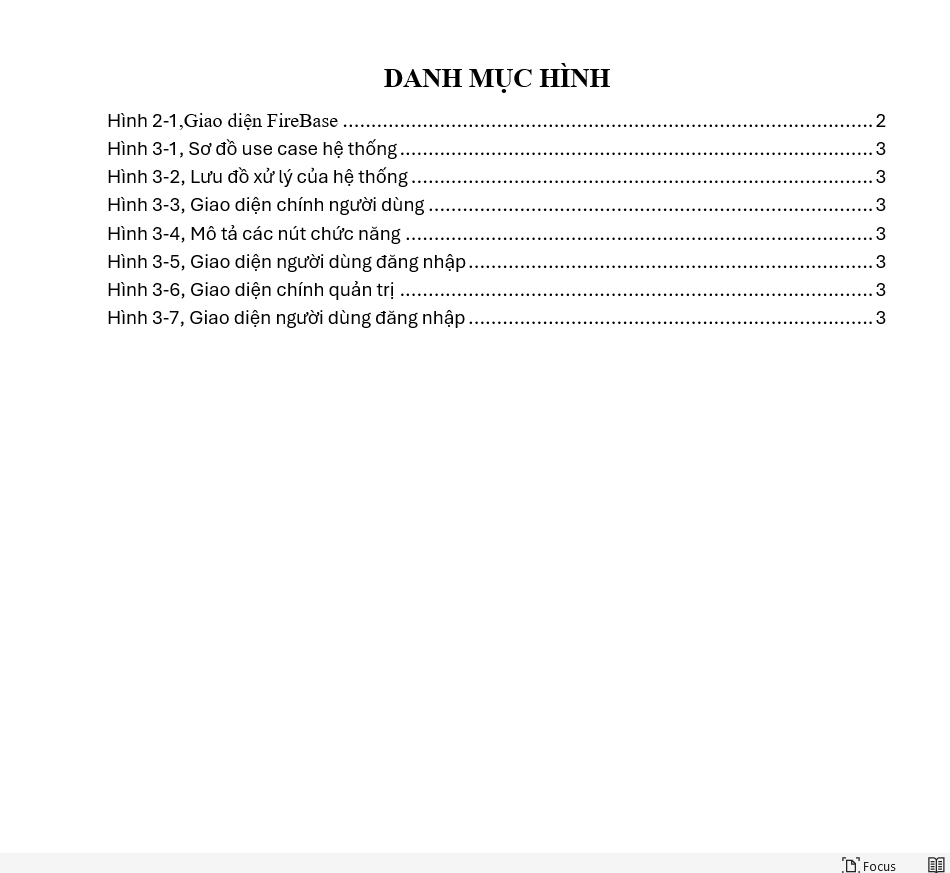 DANH MỤC HÌNH
Hình 2-1,Giao diện FireBase ........................................................................................ 2
Hình 3-1, Sơ đồ use case hệ thống............................................................................... 3
Hình 3-2, Lưu đồ xử lý của hệ thống ............................................................................. 3
Hình 3-3, Giao diện chính người dùng .......................................................................... 3
Hình 3-4, Mô tả các nút chức năng .............................................................................. 3
Hình 3-5, Giao diện người dùng đăng nhập.................................................................... 3
Hình 3-6, Giao diện chính quản trị ............................................................................... 3
Hình 3-7, Giao diện người dùng đăng nhập.................................................................... 3
Focus